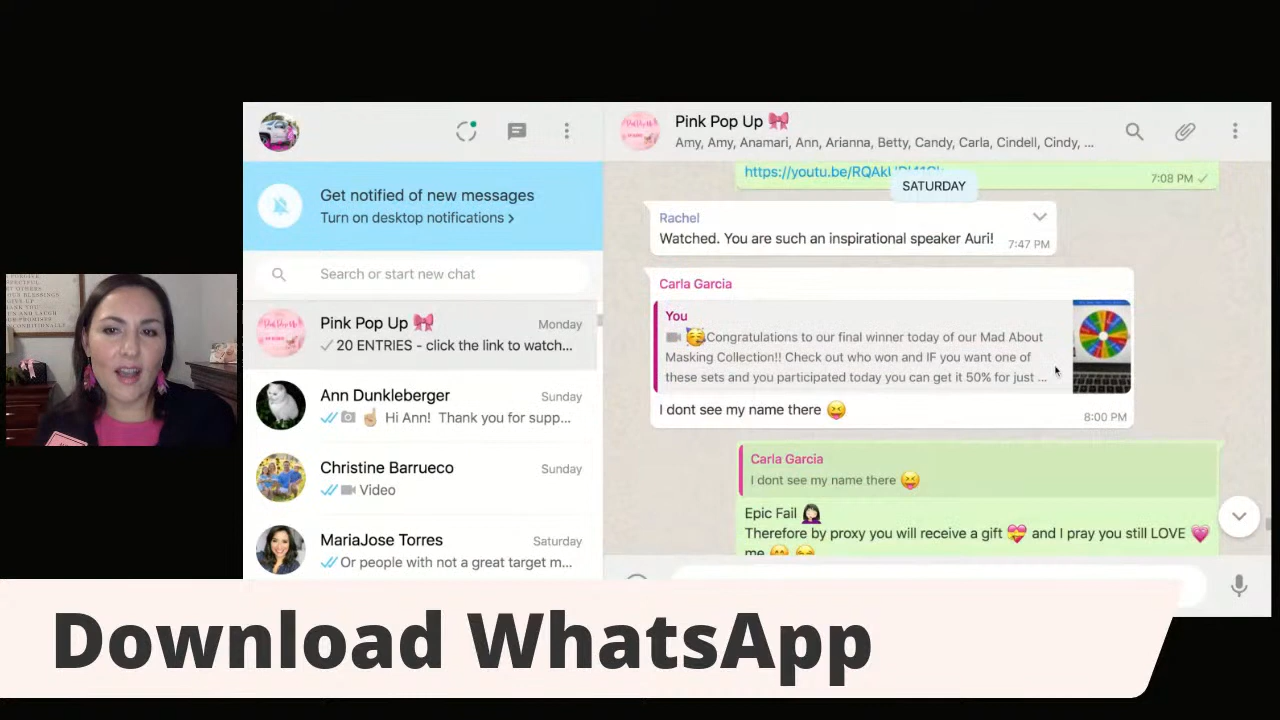 Pink Pop Up 🎀
Amy, Amy, Anamari, Ann, Arianna, Betty, Candy, Carla, Cindell, Cindy, ...
Get notified of new messages
Turn on desktop notifications >
Search or start new chat
Pink Pop Up 🎀
Monday
20 ENTRIES - click the link to watch...
Ann Dunkleberger
Sunday
☝🏼 Hi Ann! Thank you for supp...
Christine Barrueco
Sunday
Video
MariaJose Torres
Saturday
Or people with not a great target m...
7:08 PM
SATURDAY
Rachel
Watched. You are such an inspirational speaker Auri!
7:47 PM
Carla Garcia
You
🥳Congratulations to our final winner today of our Mad About
Masking Collection!! Check out who won and IF you want one of
these sets and you participated today you can get it 50% for just ...
I dont see my name there 😝
8:00 PM
Carla Garcia
I dont see my name there 😝
Epic Fail 🤦🏻‍♀️
Therefore by proxy you will receive a gift 💝 and I pray you still LOVE 💗
me
Download WhatsApp